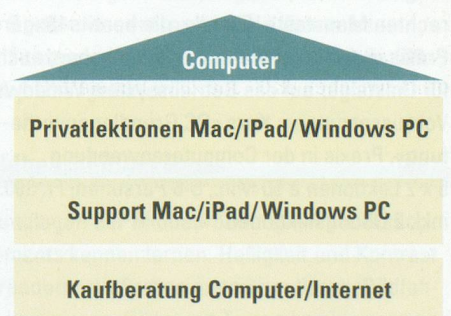 Computer
Privatlektionen Mac/iPad/Windows PC
Support Mac/iPad/Windows PC
Kaufberatung Computer/Internet